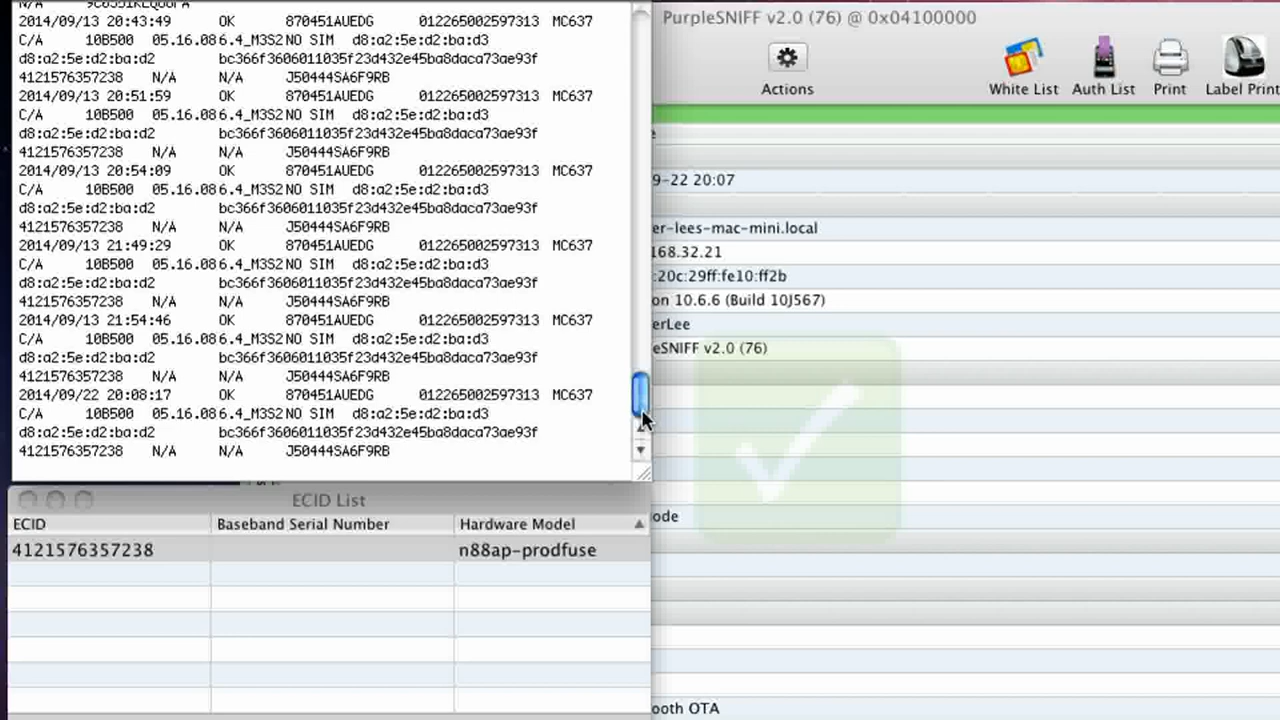 2014/09/13 20:43:49 OK 870451AUEDG 012265002597313 MC637
C/A 10B500 05.16.08 6.4_M3S2 NO SIM d8:a2:5e:d2:ba:d3
d8:a2:5e:d2:ba:d2 bc366f3606011035f23d432e45ba8daca73ae93f
4121576357238 N/A N/A J50444SA6F9RB
2014/09/13 20:51:59 OK 870451AUEDG 012265002597313 MC637
C/A 10B500 05.16.08 6.4_M3S2 NO SIM d8:a2:5e:d2:ba:d3
d8:a2:5e:d2:ba:d2 bc366f3606011035f23d432e45ba8daca73ae93f
4121576357238 N/A N/A J50444SA6F9RB
2014/09/13 20:54:09 OK 870451AUEDG 012265002597313 MC637
C/A 10B500 05.16.08 6.4_M3S2 NO SIM d8:a2:5e:d2:ba:d3
d8:a2:5e:d2:ba:d2 bc366f3606011035f23d432e45ba8daca73ae93f
4121576357238 N/A N/A J50444SA6F9RB
2014/09/13 21:49:29 OK 870451AUEDG 012265002597313 MC637
C/A 10B500 05.16.08 6.4_M3S2 NO SIM d8:a2:5e:d2:ba:d3
d8:a2:5e:d2:ba:d2 bc366f3606011035f23d432e45ba8daca73ae93f
4121576357238 N/A N/A J50444SA6F9RB
2014/09/13 21:54:46 OK 870451AUEDG 012265002597313 MC637
C/A 10B500 05.16.08 6.4_M3S2 NO SIM d8:a2:5e:d2:ba:d3
d8:a2:5e:d2:ba:d2 bc366f3606011035f23d432e45ba8daca73ae93f
4121576357238 N/A N/A J50444SA6F9RB
2014/09/22 20:08:17 OK 870451AUEDG 012265002597313 MC637
C/A 10B500 05.16.08 6.4_M3S2 NO SIM d8:a2:5e:d2:ba:d3
d8:a2:5e:d2:ba:d2 bc366f3606011035f23d432e45ba8daca73ae93f
4121576357238 N/A N/A J50444SA6F9RB
ECID List
ECID Baseband Serial Number Hardware Model
4121576357238 n88ap-prodfuse
PurpleSNIFF v2.0 (76) @ 0x04100000
Actions White List Auth List Print Label Print
e
9-22 20:07
er-lees-mac-mini.local
168.32.21
:20c:29ff:fe10:ff2b
on 10.6.6 (Build 10J567)
erLee
eSNIFF v2.0 (76)
ode
ooth OTA